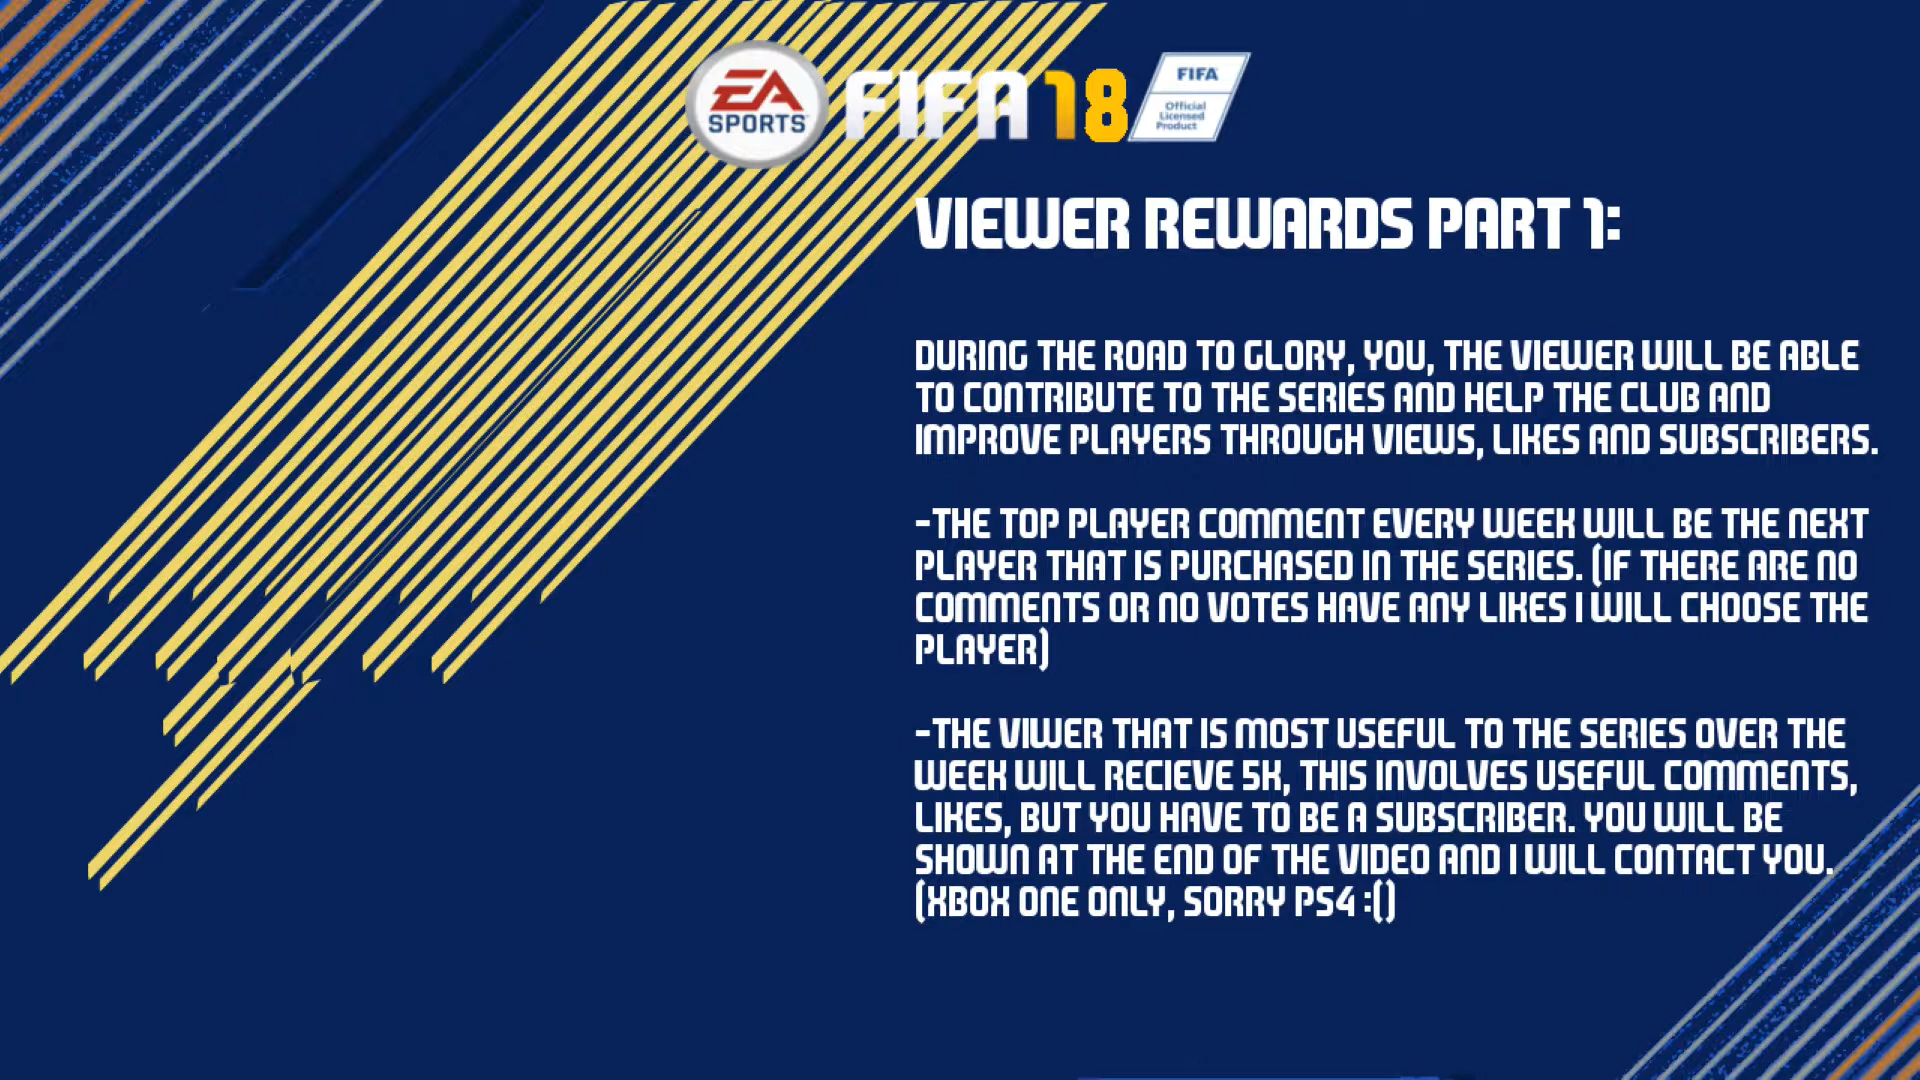 EA
SPORTS
FIFA 18
FIFA
Official
Licensed
Product
VIEWER REWARDS PART 1:
DURING THE ROAD TO GLORY, YOU, THE VIEWER WILL BE ABLE
TO CONTRIBUTE TO THE SERIES AND HELP THE CLUB AND
IMPROVE PLAYERS THROUGH VIEWS, LIKES AND SUBSCRIBERS.
-THE TOP PLAYER COMMENT EVERY WEEK WILL BE THE NEXT
PLAYER THAT IS PURCHASED IN THE SERIES. (IF THERE ARE NO
COMMENTS OR NO VOTES HAVE ANY LIKES I WILL CHOOSE THE
PLAYER)
-THE VIWER THAT IS MOST USEFUL TO THE SERIES OVER THE
WEEK WILL RECIEVE 5K, THIS INVOLVES USEFUL COMMENTS,
LIKES, BUT YOU HAVE TO BE A SUBSCRIBER. YOU WILL BE
SHOWN AT THE END OF THE VIDEO AND I WILL CONTACT YOU.
(XBOX ONE ONLY, SORRY PS4 :()